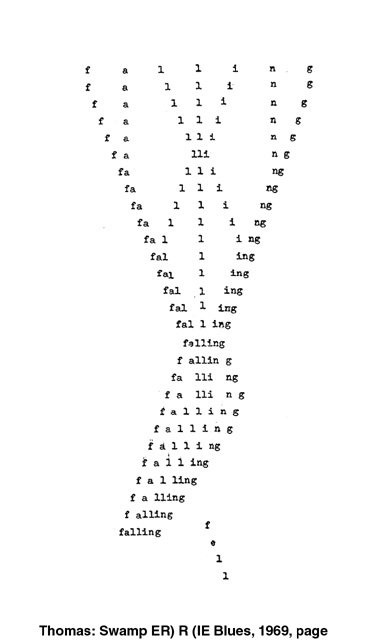 f a l l i n g
f a l l i n g
f a l l i n g
f a l l i n g
f a l l i n g
f a lli n g
fa l l i ng
fa l l i ng
fa l l i ng
fa l l i ng
fa l l i ng
fal l ing
fal l ing
fal l ing
fal l ing
fal l ing
falling
f allin g
fa lli ng
f a lli n g
f a l l i n g
f a l l i n g
f a l l i ng
f a l l ing
f a l ling
f a lling
f alling
falling
f
e
l
l
Thomas: Swamp ER) R (IE Blues, 1969, page